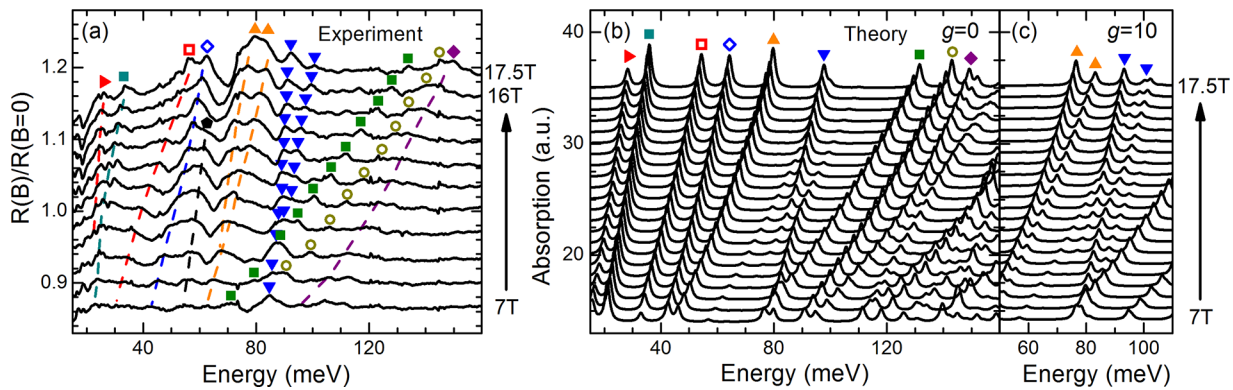 (a)
Experiment
1.2
1.1
1.0
0.9
R(B)/R(B=0)
17.5T
16T
7T
40
80
120
Energy (meV)
(b)
Theory
g=0
40
30
20
Absorption (a.u.)
40
80
120
Energy (meV)
(c)
g=10
17.5T
7T
60
80
100
Energy (meV)